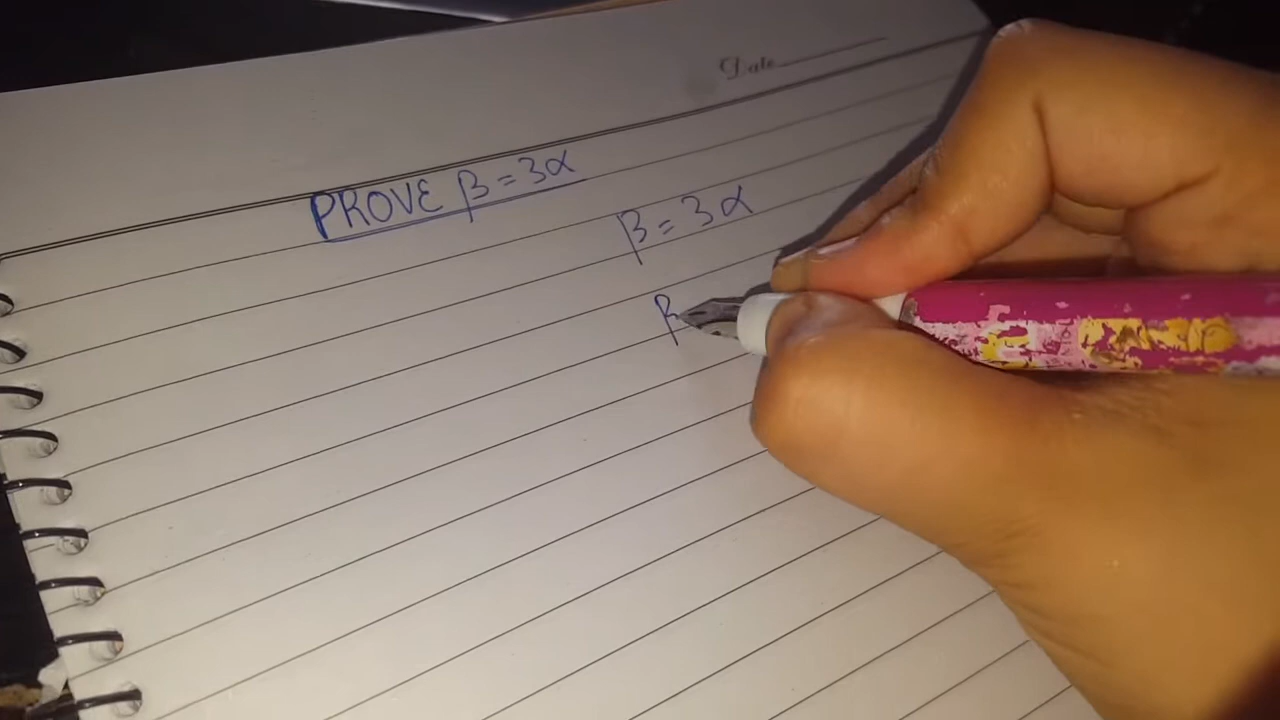 Date
PROVE β = 3α
β = 3α
β